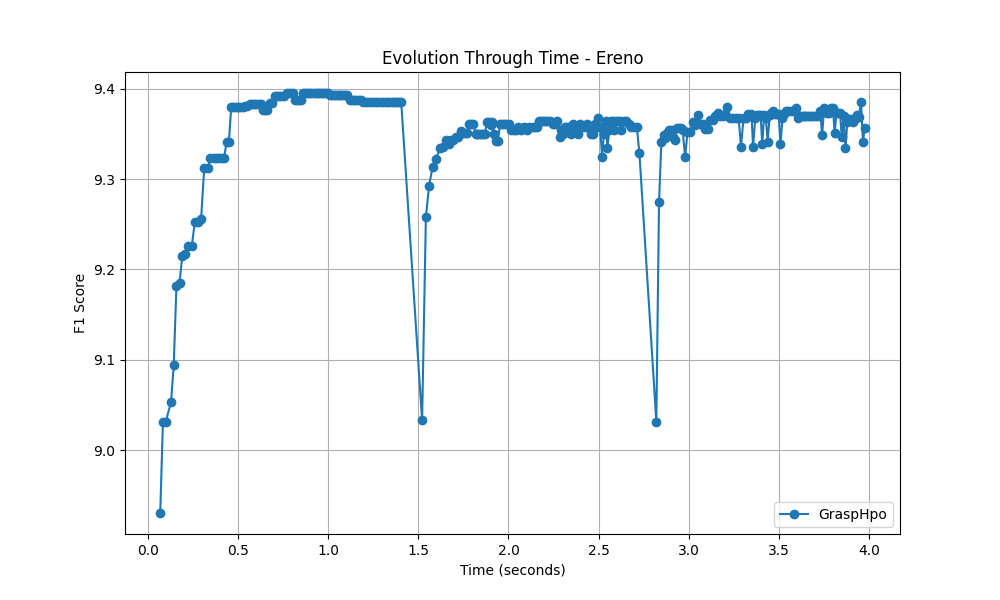 Evolution Through Time - Ereno
F1 Score
9.4
9.3
9.2
9.1
9.0
0.0 0.5 1.0 1.5 2.0 2.5 3.0 3.5 4.0
Time (seconds)
GraspHpo